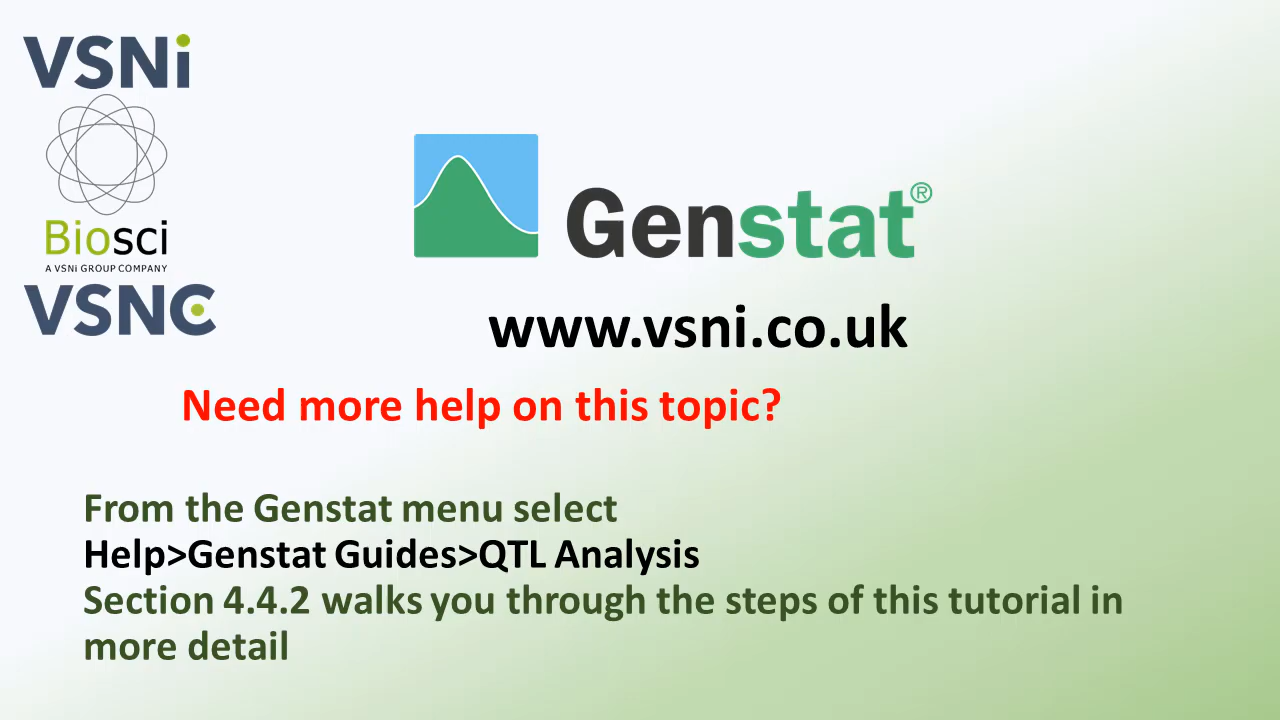 VSNi
Biosci
A VSNi GROUP COMPANY
VSNC
Genstat®
www.vsni.co.uk
Need more help on this topic?
From the Genstat menu select
Help>Genstat Guides>QTL Analysis
Section 4.4.2 walks you through the steps of this tutorial in
more detail